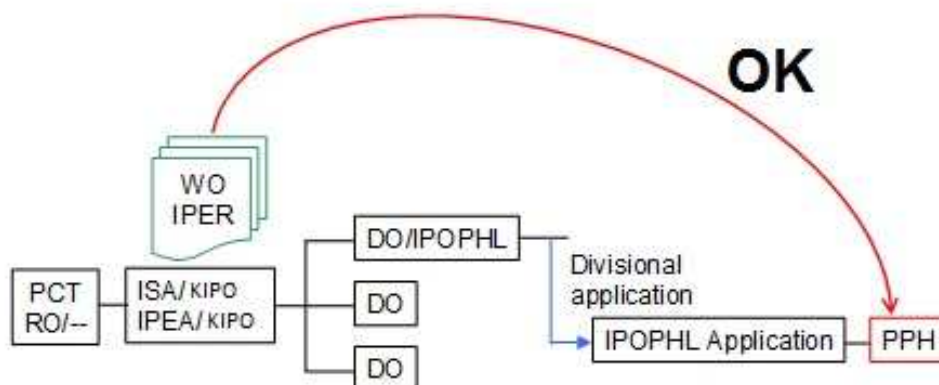 OK
WO
IPER
DO/IPOPHL
Divisional
application
PCT
RO/--
ISA/ KIPO
IPEA/ KIPO
DO
IPOPHL Application
PPH
DO